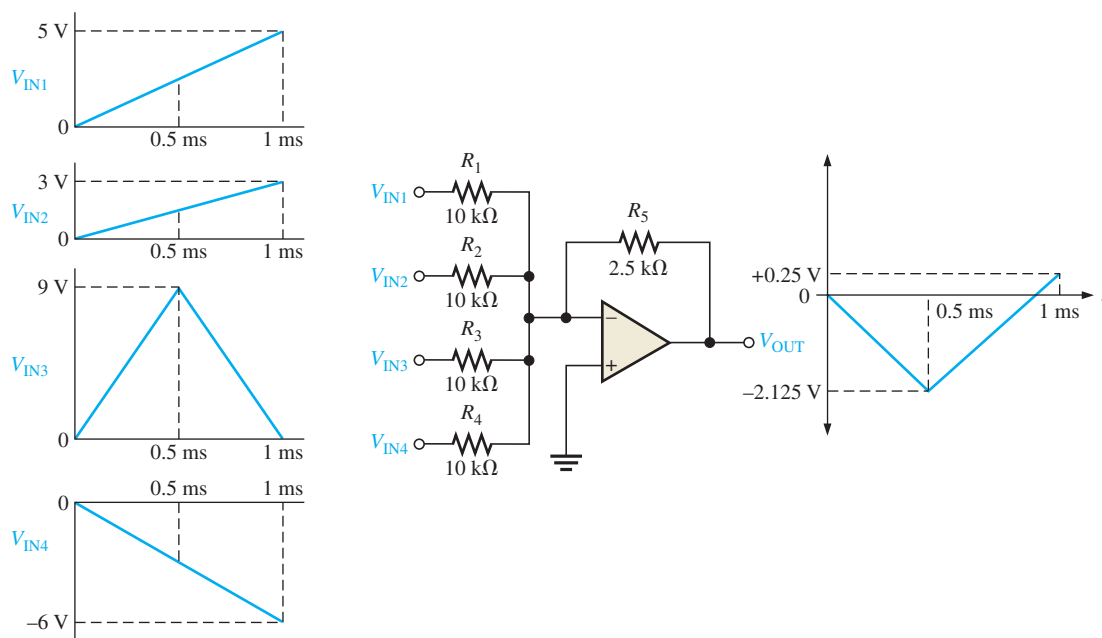 5 V
V_IN1
0
0.5 ms 1 ms
3 V
V_IN2
0
0.5 ms 1 ms
9 V
V_IN3
0
0.5 ms 1 ms
0
0.5 ms 1 ms
V_IN4
–6 V
R1
V_IN1
10 kΩ
R2
V_IN2
10 kΩ
R3
V_IN3
10 kΩ
R4
V_IN4
10 kΩ
R5
2.5 kΩ
–
+
V_OUT
+0.25 V
0
0.5 ms 1 ms
–2.125 V